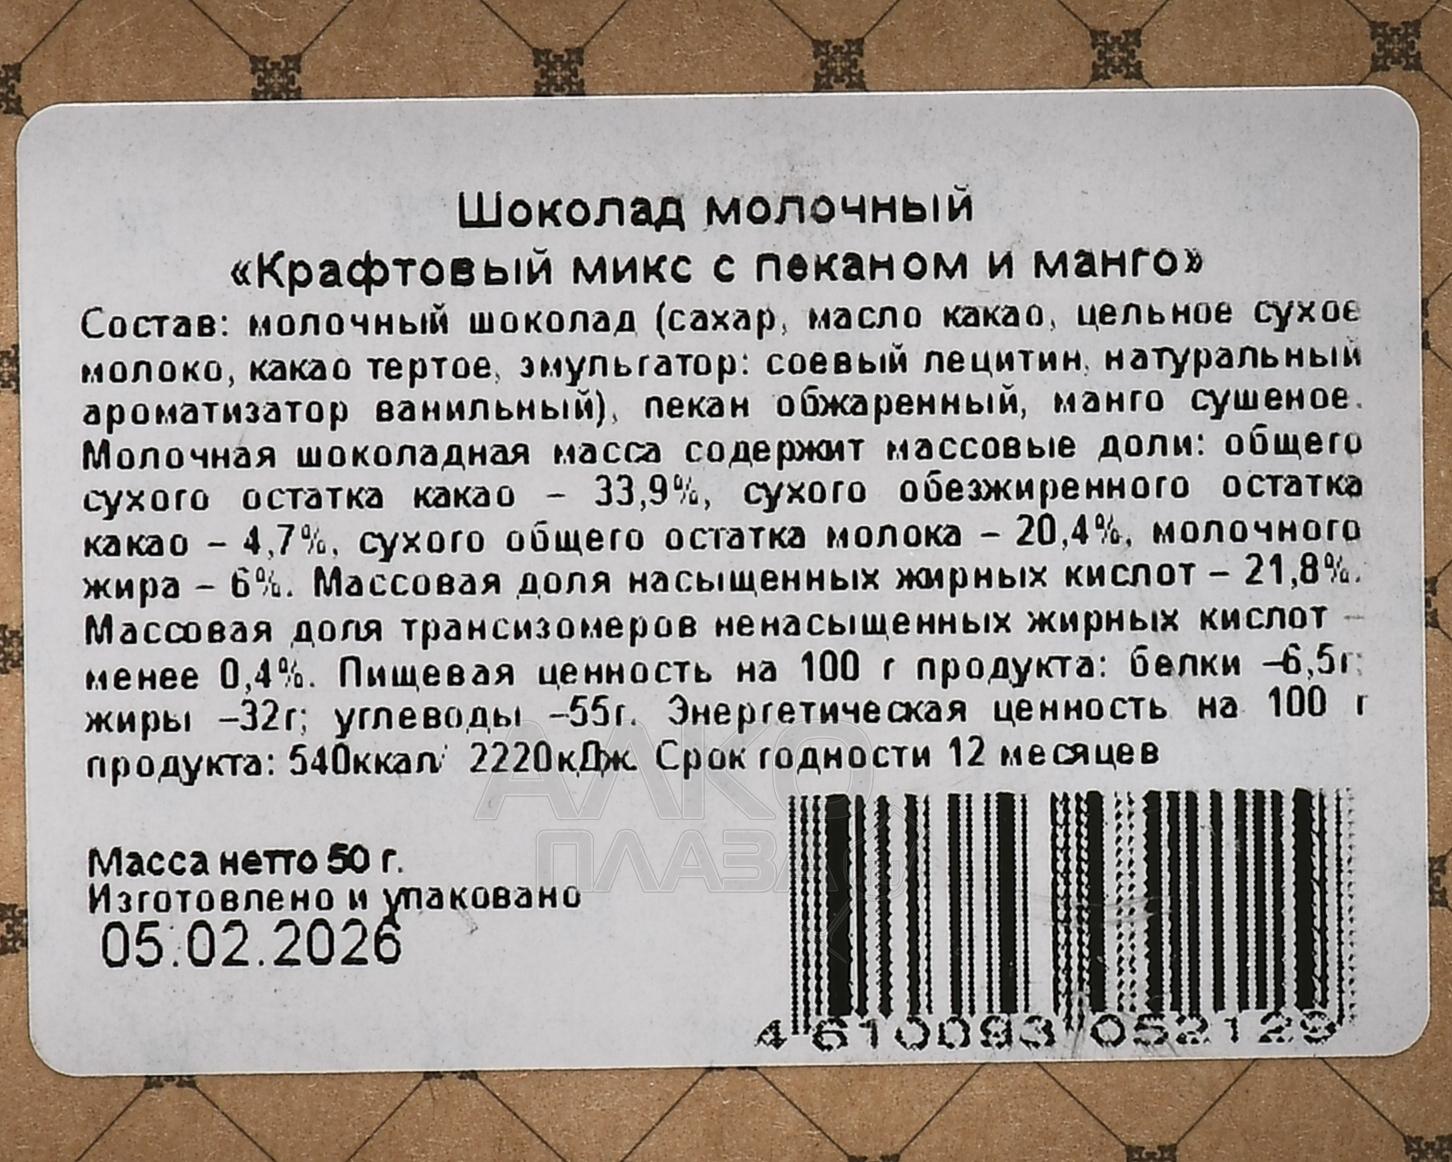 Шоколад молочный
«Крафтовый микс с пеканом и манго»
Состав: молочный шоколад (сахар, масло какао, цельное сухое
молоко, какао тертое, эмульгатор: соевый лецитин, натуральный
ароматизатор ванильный), пекан обжаренный, манго сушеное.
Молочная шоколадная масса содержит массовые доли: общего
сухого остатка какао – 33,9%, сухого обезжиренного остатка
какао – 4,7%, сухого общего остатка молока – 20,4%, молочного
жира – 6%. Массовая доля насыщенных жирных кислот – 21,8%.
Массовая доля трансизомеров ненасыщенных жирных кислот –
менее 0,4%. Пищевая ценность на 100 г продукта: белки –6,5г;
жиры –32г; углеводы –55г. Энергетическая ценность на 100 г
продукта: 540ккал/ 2220кДж. Срок годности 12 месяцев
АЛКО
ПЛАЗА
Масса нетто 50 г.
Изготовлено и упаковано
05.02.2026
4 610093 052129